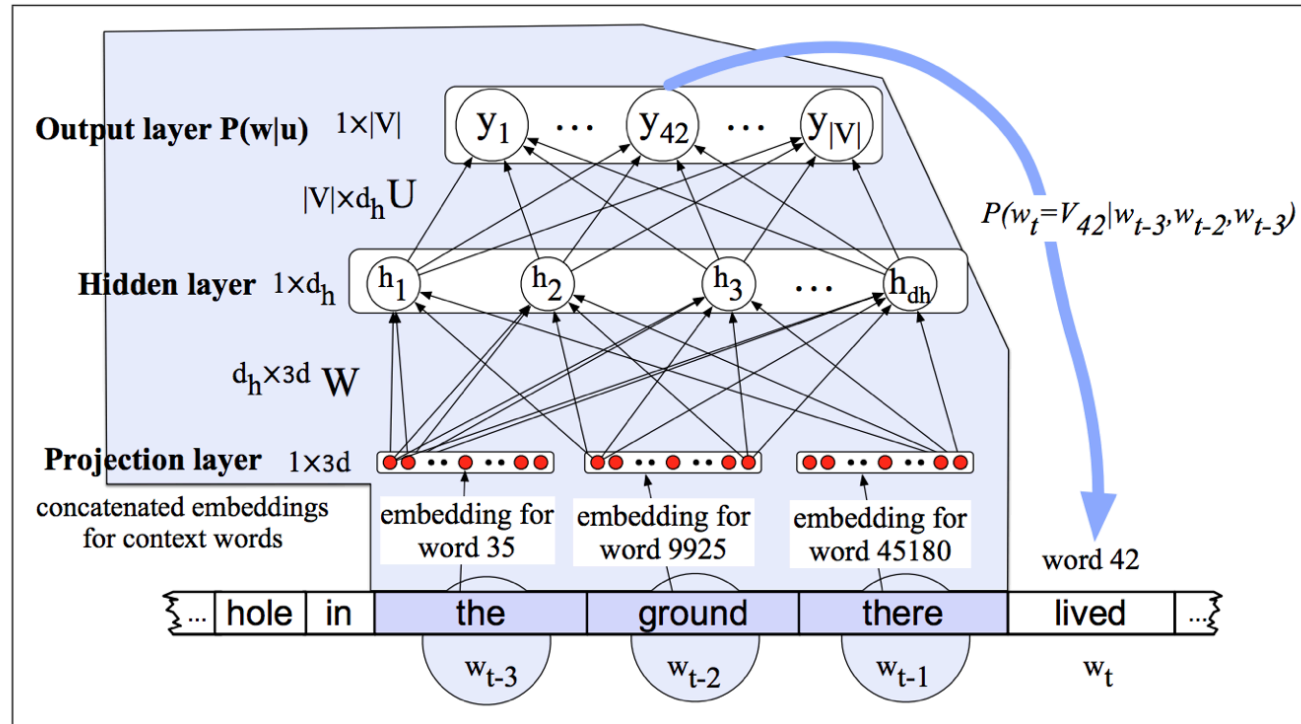 Output layer P(w|u) 1×|V|
y1 ... y42 ... y|V|
|V|×dh U
P(wt=V42|wt-3,wt-2,wt-3)
Hidden layer 1×dh
h1 h2 h3 ... hdh
dh×3d W
Projection layer 1×3d
concatenated embeddings
for context words
embedding for
word 35
embedding for
word 9925
embedding for
word 45180
word 42
... hole in the ground there lived ...
wt-3 wt-2 wt-1 wt